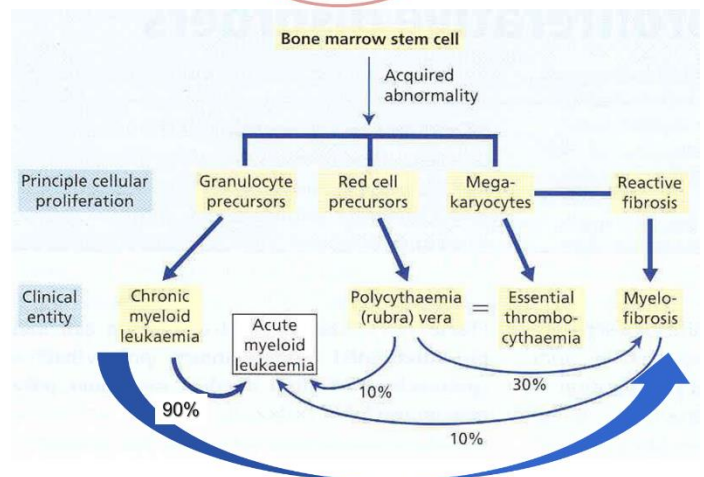 Bone marrow stem cell
Acquired
abnormality
Principle cellular
proliferation
Granulocyte
precursors
Red cell
precursors
Mega-
karyocytes
Reactive
fibrosis
Clinical
entity
Chronic
myeloid
leukaemia
Acute
myeloid
leukaemia
Polycythaemia
(rubra) vera
=
Essential
thrombo-
cythaemia
Myelo-
fibrosis
90%
10%
30%
10%